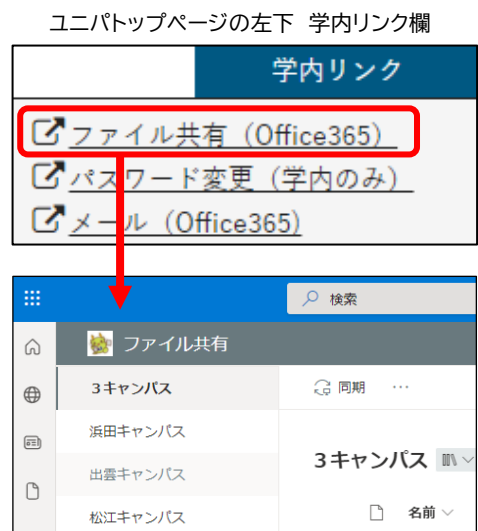 ユニパトップページの左下 学内リンク欄
学内リンク
ファイル共有（Office365）
パスワード変更（学内のみ）
メール（Office365)
検索
ファイル共有
3キャンパス
同期 …
浜田キャンパス
3キャンパス
出雲キャンパス
名前
松江キャンパス